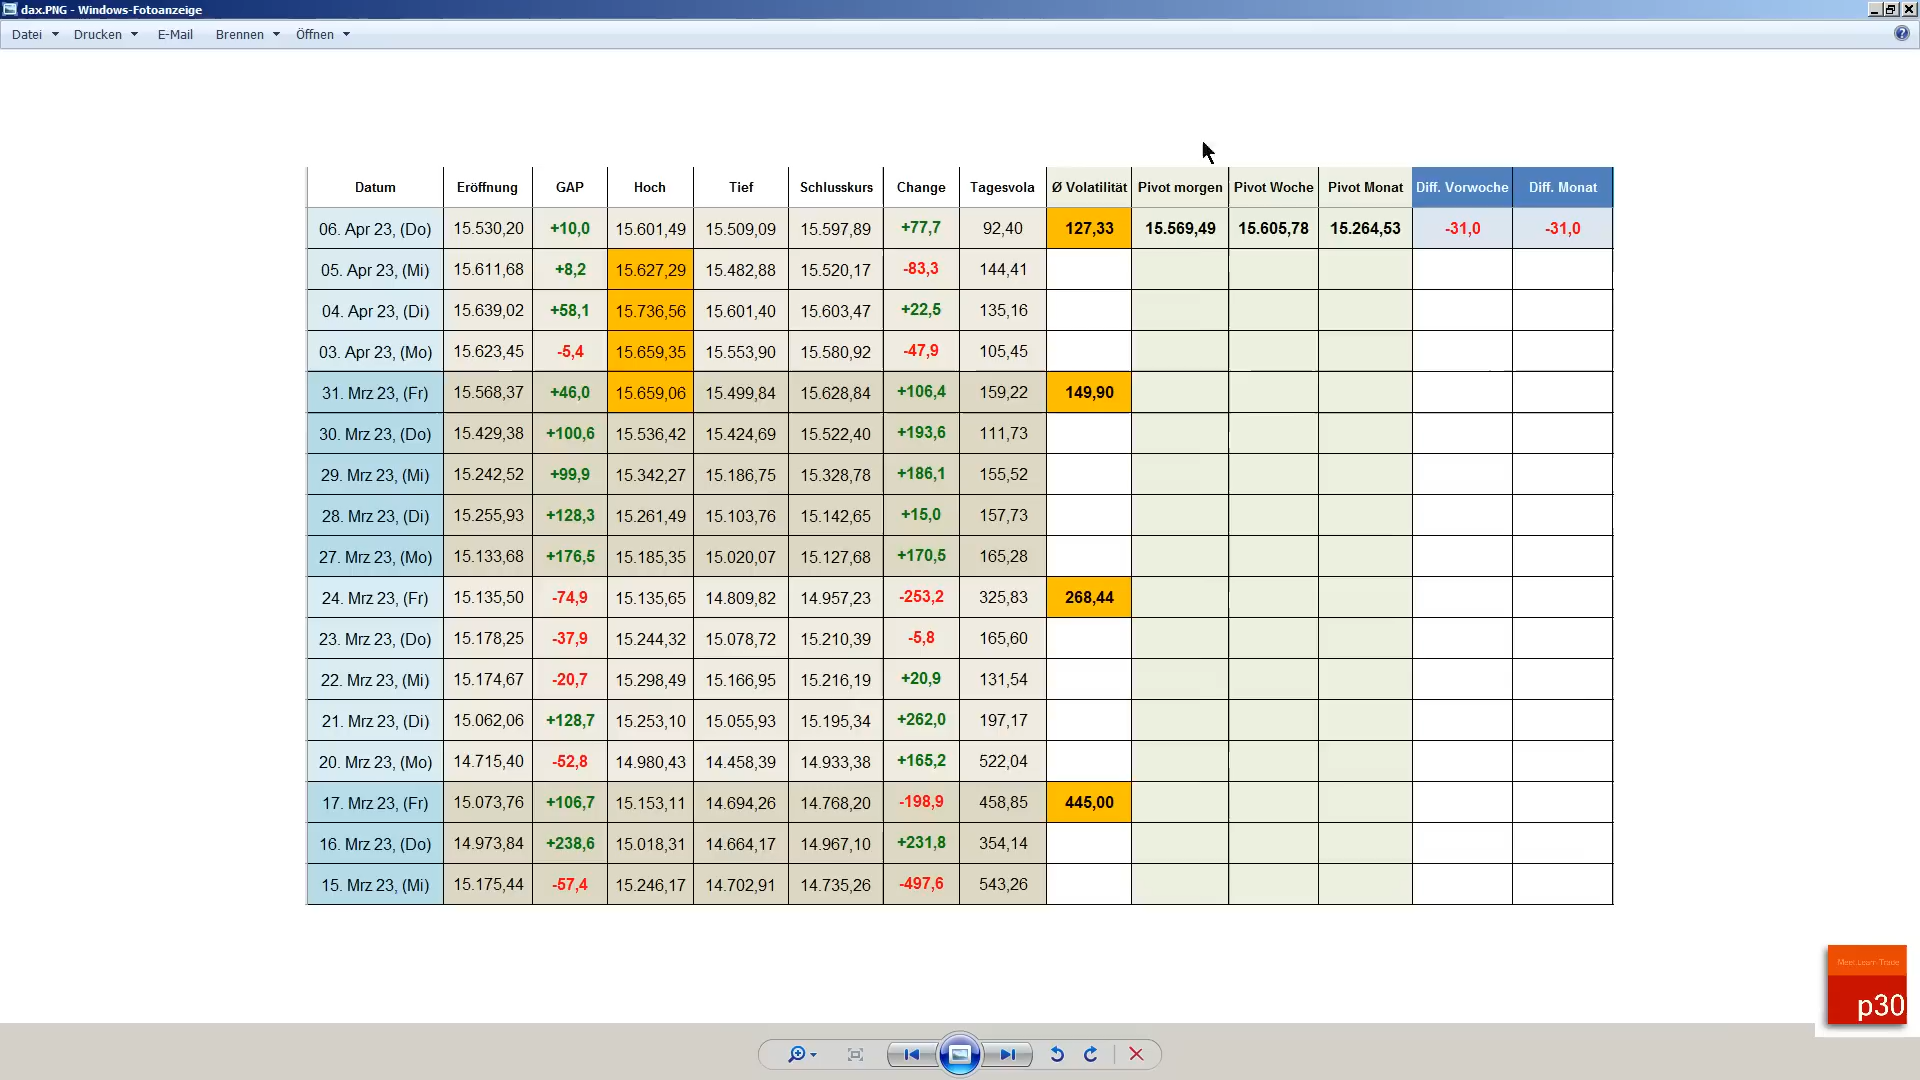 dax.PNG - Windows-Fotoanzeige
Datei Drucken E-Mail Brennen Öffnen
Datum Eröffnung GAP Hoch Tief Schlusskurs Change Tagesvola Ø Volatilität Pivot morgen Pivot Woche Pivot Monat Diff. Vorwoche Diff. Monat
06. Apr 23, (Do) 15.530,20 +10,0 15.601,49 15.509,09 15.597,89 +77,7 92,40 127,33 15.569,49 15.605,78 15.264,53 -31,0 -31,0
05. Apr 23, (Mi) 15.611,68 +8,2 15.627,29 15.482,88 15.520,17 -83,3 144,41
04. Apr 23, (Di) 15.639,02 +58,1 15.736,56 15.601,40 15.603,47 +22,5 135,16
03. Apr 23, (Mo) 15.623,45 -5,4 15.659,35 15.553,90 15.580,92 -47,9 105,45
31. Mrz 23, (Fr) 15.568,37 +46,0 15.659,06 15.499,84 15.628,84 +106,4 159,22 149,90
30. Mrz 23, (Do) 15.429,38 +100,6 15.536,42 15.424,69 15.522,40 +193,6 111,73
29. Mrz 23, (Mi) 15.242,52 +99,9 15.342,27 15.186,75 15.328,78 +186,1 155,52
28. Mrz 23, (Di) 15.255,93 +128,3 15.261,49 15.103,76 15.142,65 +15,0 157,73
27. Mrz 23, (Mo) 15.133,68 +176,5 15.185,35 15.020,07 15.127,68 +170,5 165,28
24. Mrz 23, (Fr) 15.135,50 -74,9 15.135,65 14.809,82 14.957,23 -253,2 325,83 268,44
23. Mrz 23, (Do) 15.178,25 -37,9 15.244,32 15.078,72 15.210,39 -5,8 165,60
22. Mrz 23, (Mi) 15.174,67 -20,7 15.298,49 15.166,95 15.216,19 +20,9 131,54
21. Mrz 23, (Di) 15.062,06 +128,7 15.253,10 15.055,93 15.195,34 +262,0 197,17
20. Mrz 23, (Mo) 14.715,40 -52,8 14.980,43 14.458,39 14.933,38 +165,2 522,04
17. Mrz 23, (Fr) 15.073,76 +106,7 15.153,11 14.694,26 14.768,20 -198,9 458,85 445,00
16. Mrz 23, (Do) 14.973,84 +238,6 15.018,31 14.664,17 14.967,10 +231,8 354,14
15. Mrz 23, (Mi) 15.175,44 -57,4 15.246,17 14.702,91 14.735,26 -497,6 543,26
Meet.Learn.Trade
p30